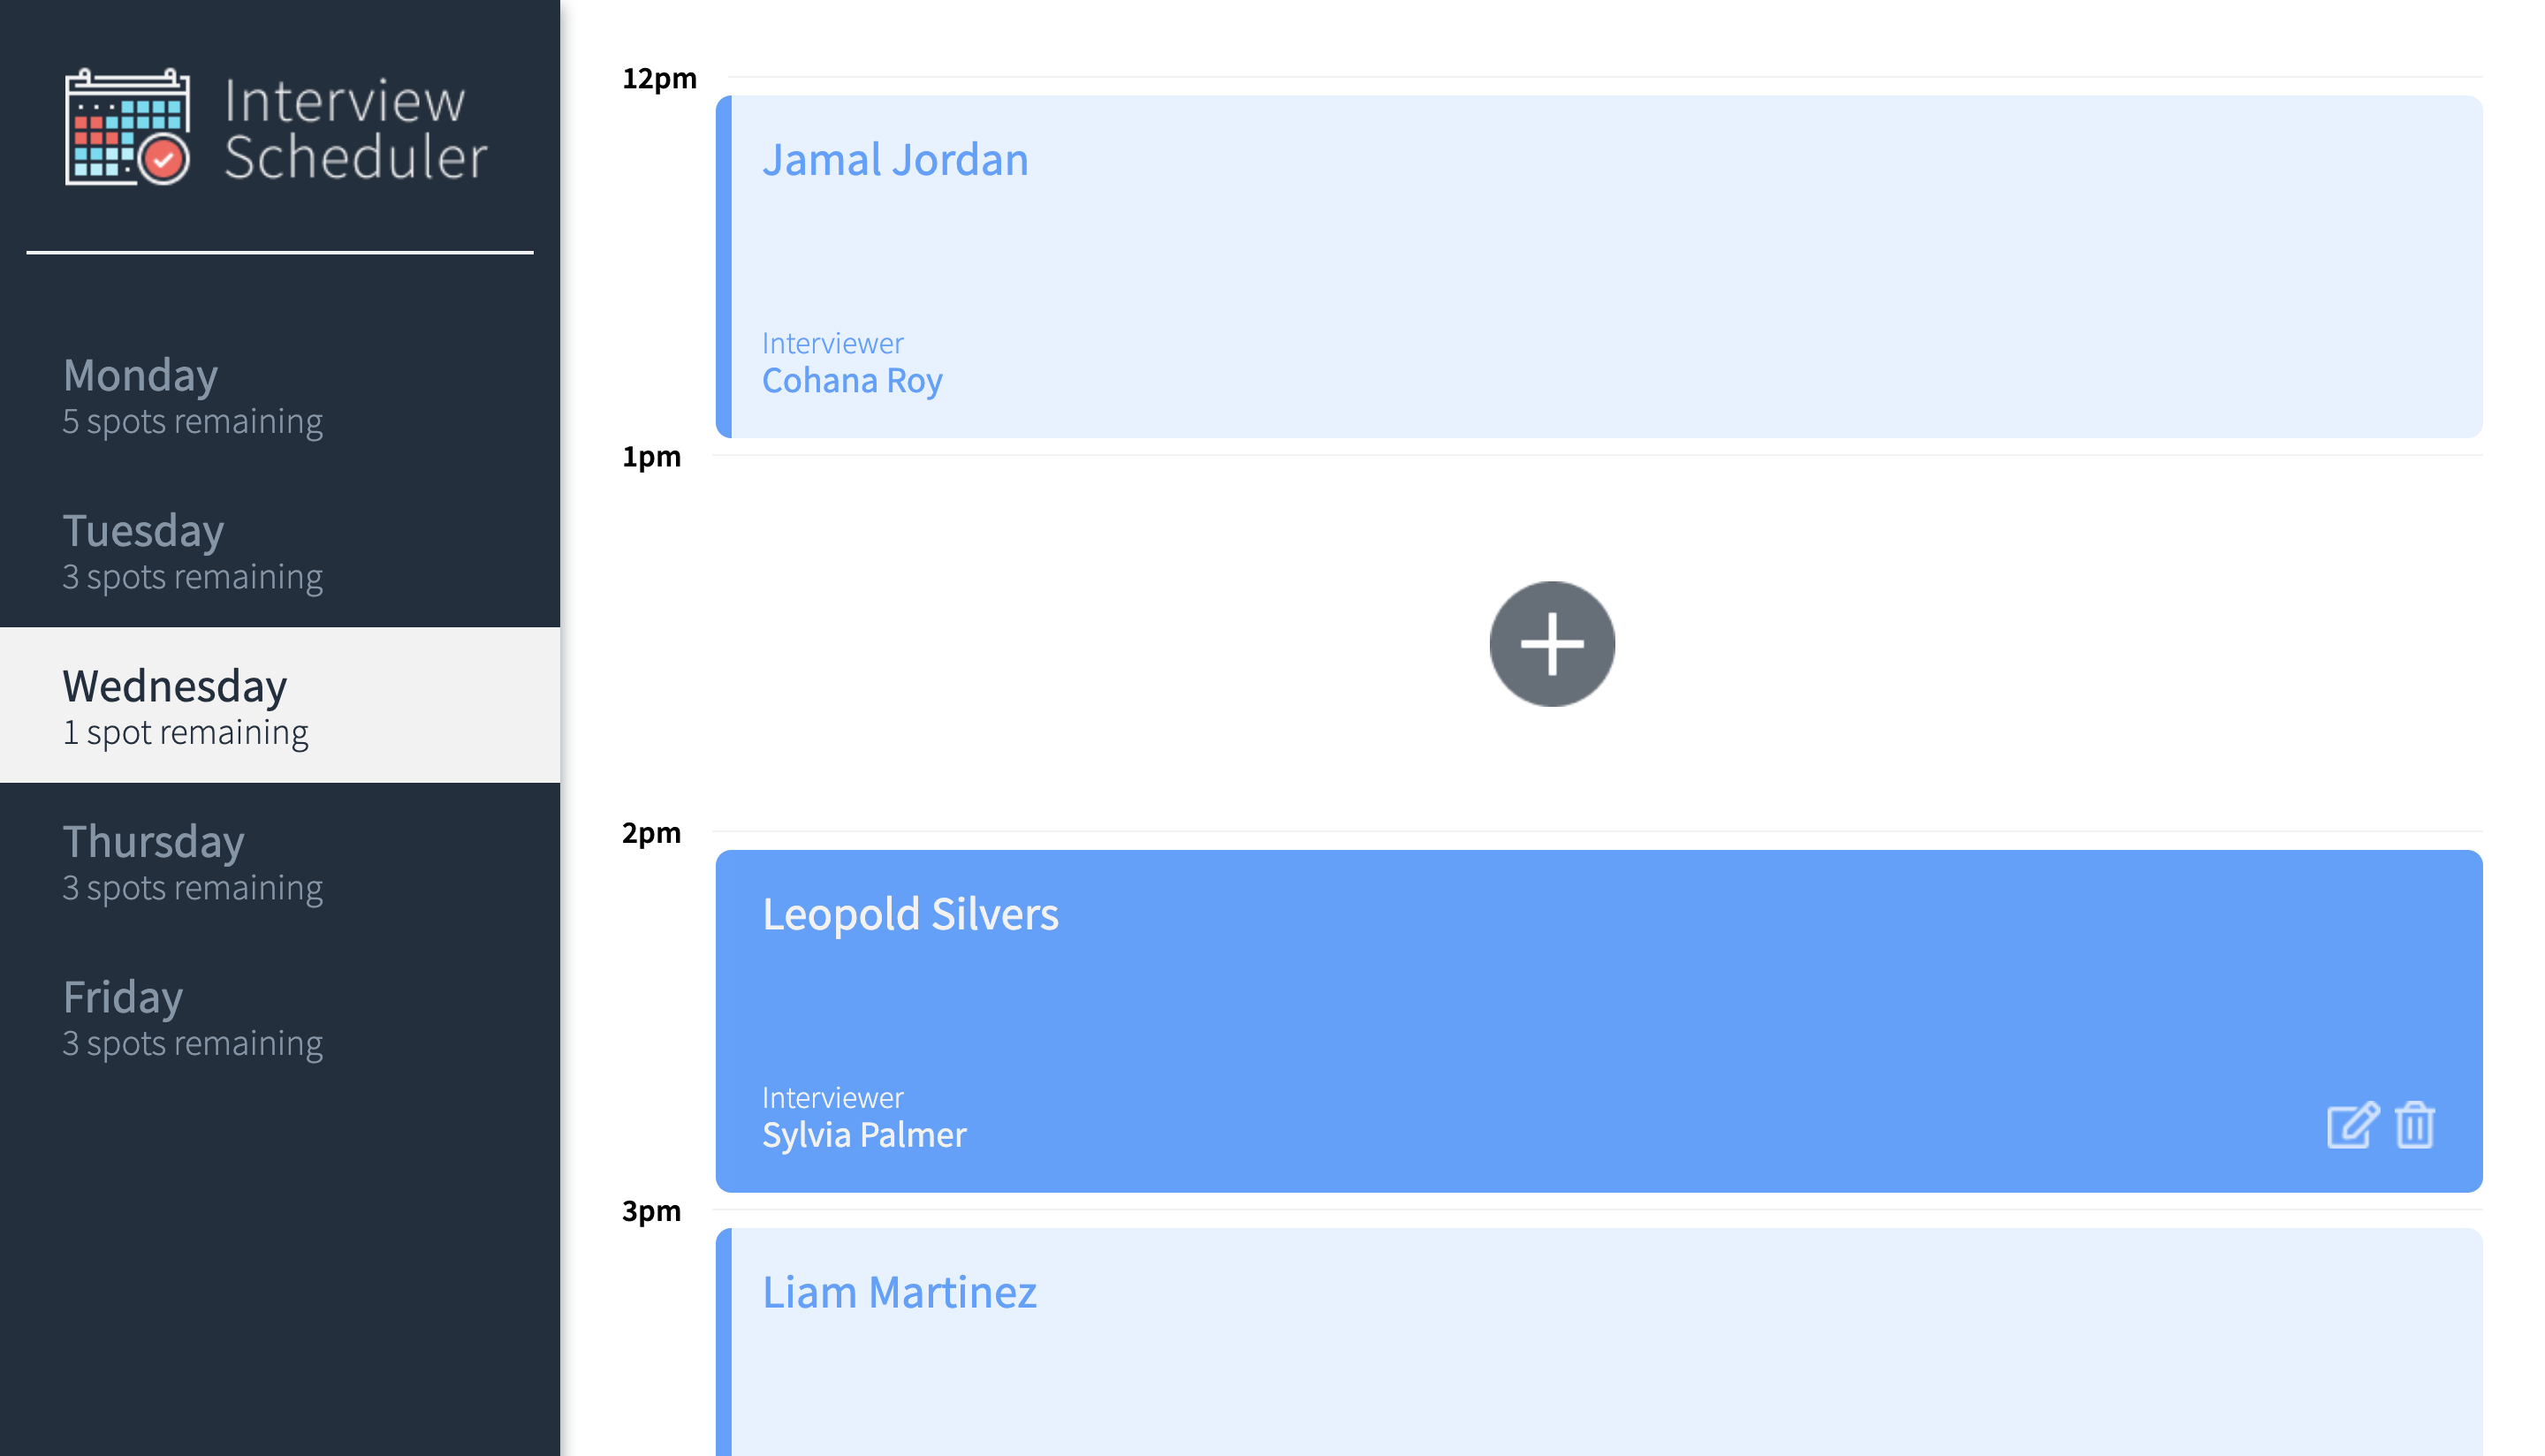 Interview
Scheduler
Monday
5 spots remaining
Tuesday
3 spots remaining
Wednesday
1 spot remaining
Thursday
3 spots remaining
Friday
3 spots remaining
12pm
Jamal Jordan
Interviewer
Cohana Roy
1pm
2pm
Leopold Silvers
Interviewer
Sylvia Palmer
3pm
Liam Martinez